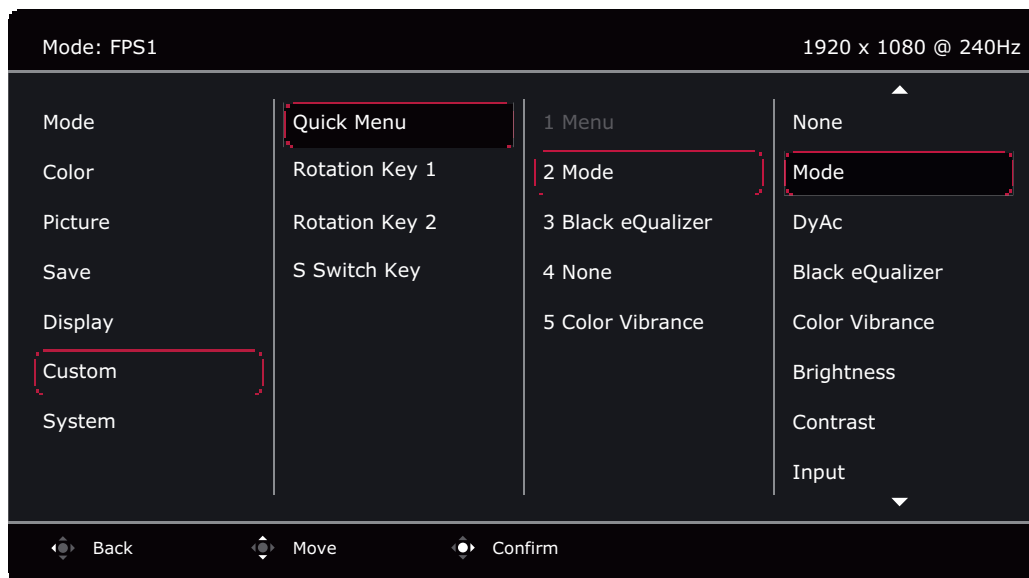 Mode: FPS1
1920 x 1080 @ 240Hz
Mode
Color
Picture
Save
Display
Custom
System
Quick Menu
Rotation Key 1
Rotation Key 2
S Switch Key
1 Menu
2 Mode
3 Black eQualizer
4 None
5 Color Vibrance
None
Mode
DyAc
Black eQualizer
Color Vibrance
Brightness
Contrast
Input
Back
Move
Confirm